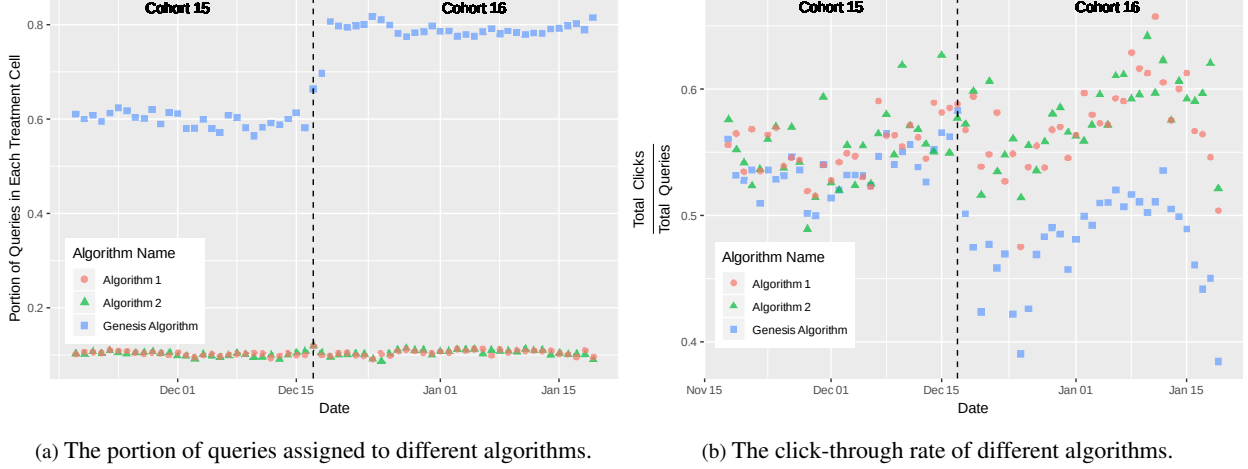 Cohort 15
Cohort 16
Portion of Queries in Each Treatment Cell
0.8
0.6
0.4
0.2
Algorithm Name
Algorithm 1
Algorithm 2
Genesis Algorithm
Dec 01
Dec 15
Jan 01
Jan 15
Date
(a) The portion of queries assigned to different algorithms.
Cohort 15
Cohort 16
Total Clicks
Total Queries
0.6
0.5
0.4
Algorithm Name
Algorithm 1
Algorithm 2
Genesis Algorithm
Nov 15
Dec 01
Dec 15
Jan 01
Jan 15
Date
(b) The click-through rate of different algorithms.